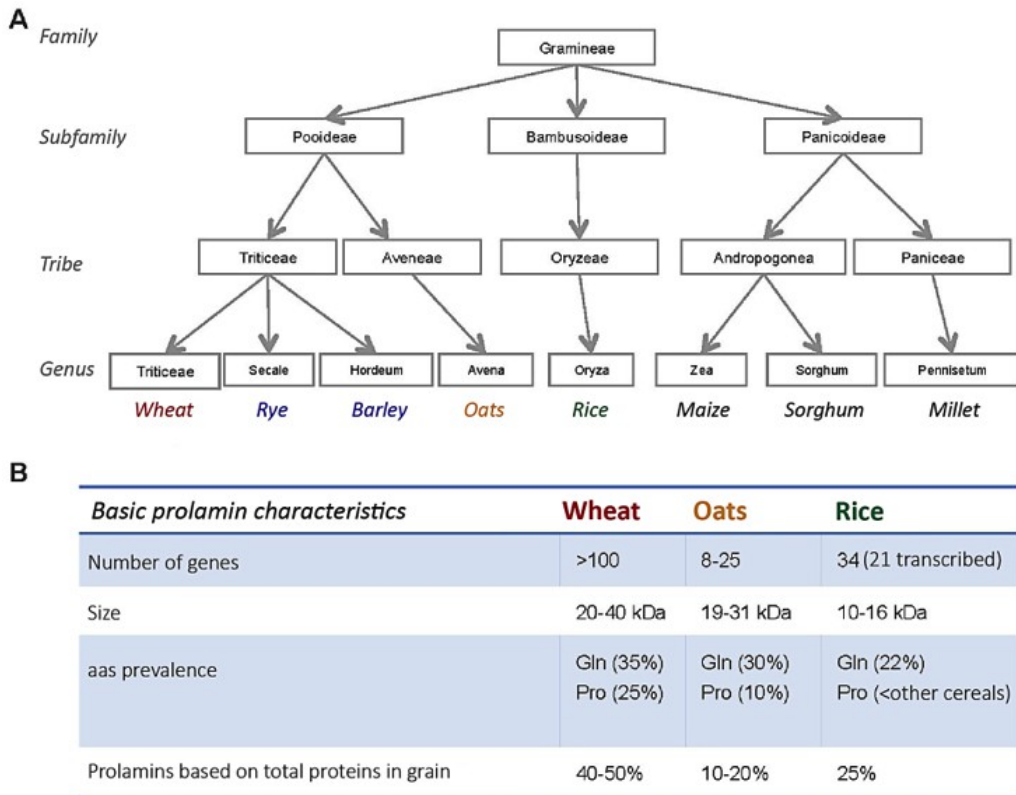 A
Family
Gramineae
Subfamily
Pooideae
Bambusoideae
Panicoideae
Tribe
Triticeae
Aveneae
Oryzeae
Andropogonea
Paniceae
Genus
Triticeae
Secale
Hordeum
Avena
Oryza
Zea
Sorghum
Pennisetum
Wheat
Rye
Barley
Oats
Rice
Maize
Sorghum
Millet
B
Basic prolamin characteristics Wheat Oats Rice
Number of genes >100 8-25 34 (21 transcribed)
Size 20-40 kDa 19-31 kDa 10-16 kDa
aas prevalence Gln (35%) Gln (30%) Gln (22%)
Pro (25%) Pro (10%) Pro (<other cereals)
Prolamins based on total proteins in grain 40-50% 10-20% 25%